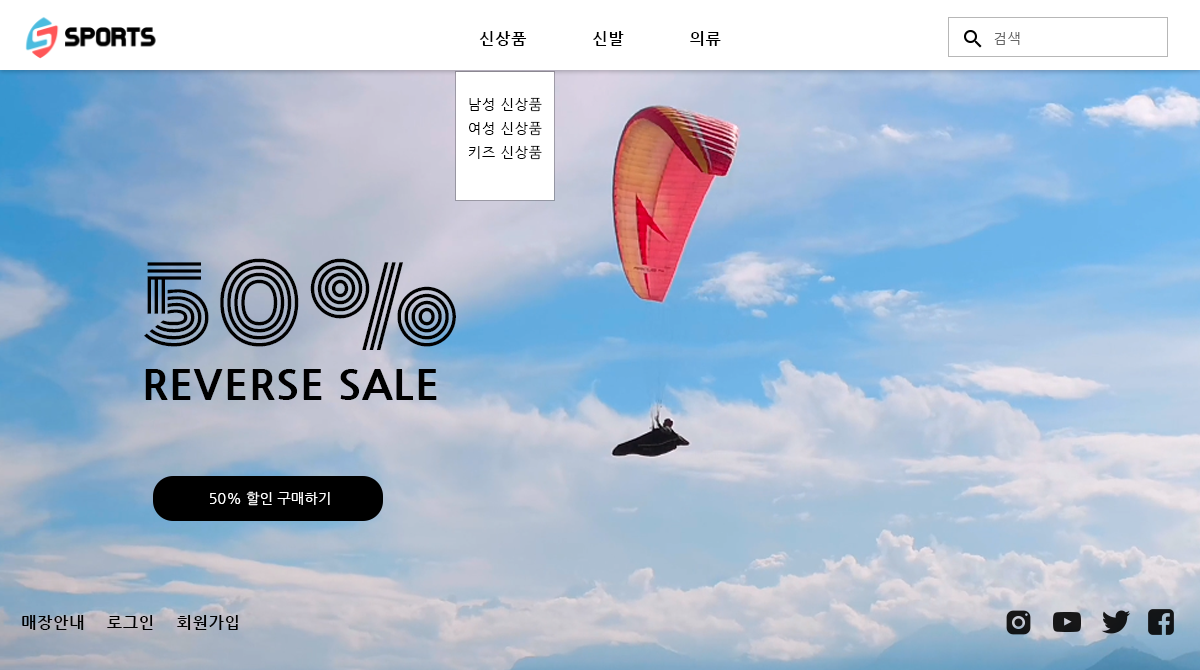 SPORTS
신상품
신발
의류
검색
남성 신상품
여성 신상품
키즈 신상품
50%
REVERSE SALE
50% 할인 구매하기
매장안내
로그인
회원가입